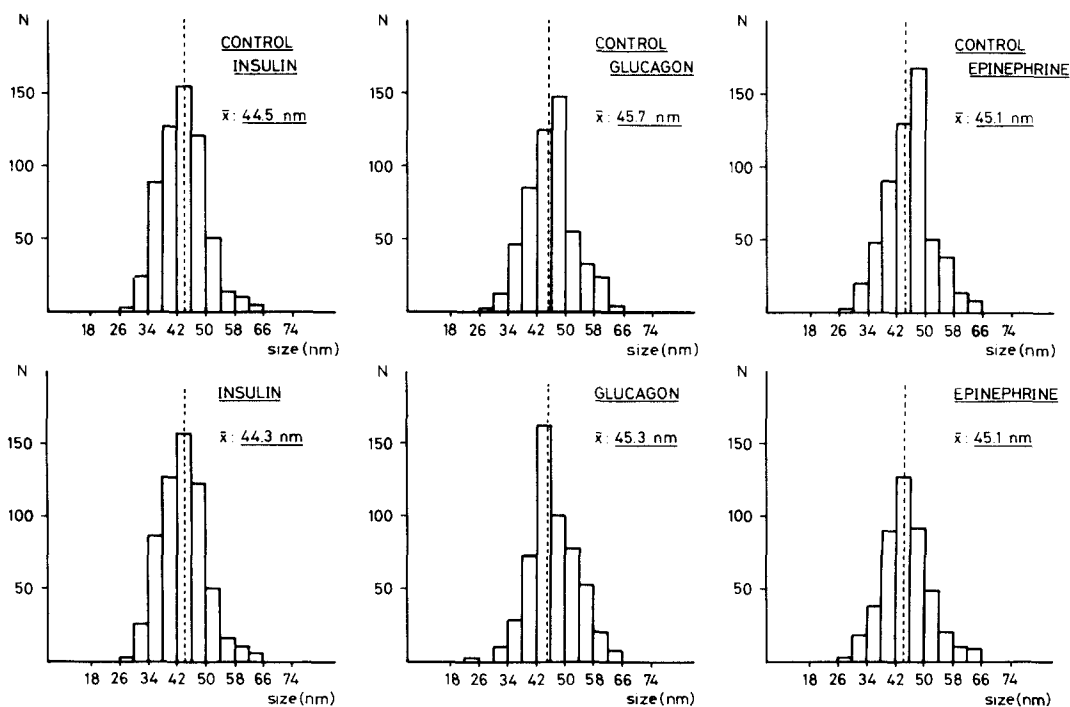 N
150
100
50
CONTROL
INSULIN
x̄ : 44.5 nm
18 26 34 42 50 58 66 74
size (nm)
N
150
100
50
CONTROL
GLUCAGON
x̄ : 45.7 nm
18 26 34 42 50 58 66 74
size (nm)
N
150
100
50
CONTROL
EPINEPHRINE
x̄ : 45.1 nm
18 26 34 42 50 58 66 74
size (nm)
N
150
100
50
INSULIN
x̄ : 44.3 nm
18 26 34 42 50 58 66 74
size (nm)
N
150
100
50
GLUCAGON
x̄ : 45.3 nm
18 26 34 42 50 58 66 74
size (nm)
N
150
100
50
EPINEPHRINE
x̄ : 45.1 nm
18 26 34 42 50 58 66 74
size (nm)